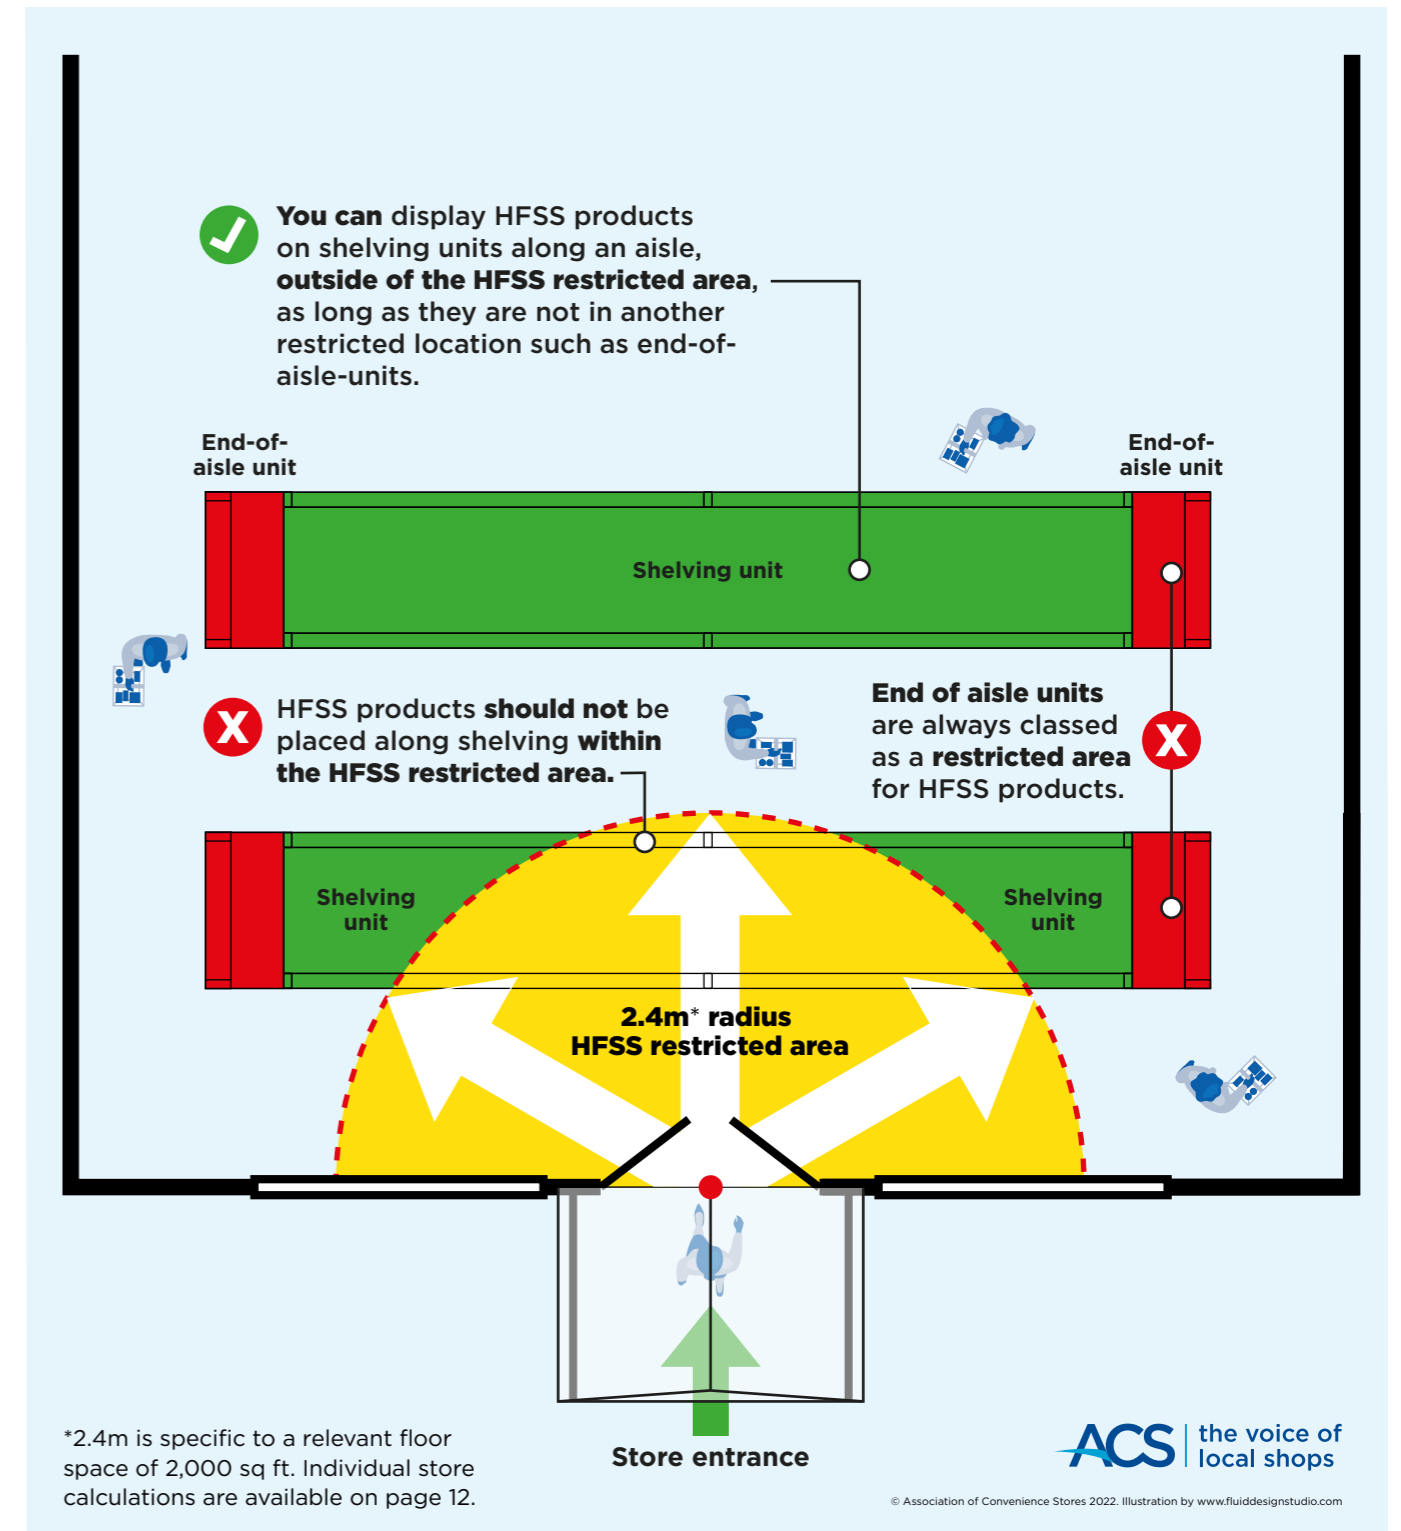 You can display HFSS products
on shelving units along an aisle,
outside of the HFSS restricted area,
as long as they are not in another
restricted location such as end-of-
aisle-units.
End-of-
aisle unit
End-of-
aisle unit
Shelving unit
X HFSS products should not be
placed along shelving within
the HFSS restricted area.
End of aisle units
are always classed
as a restricted area
for HFSS products.
X
Shelving
unit
Shelving
unit
2.4m* radius
HFSS restricted area
Store entrance
*2.4m is specific to a relevant floor
space of 2,000 sq ft. Individual store
calculations are available on page 12.
ACS the voice of
local shops
© Association of Convenience Stores 2022. Illustration by www.fluiddesignstudio.com